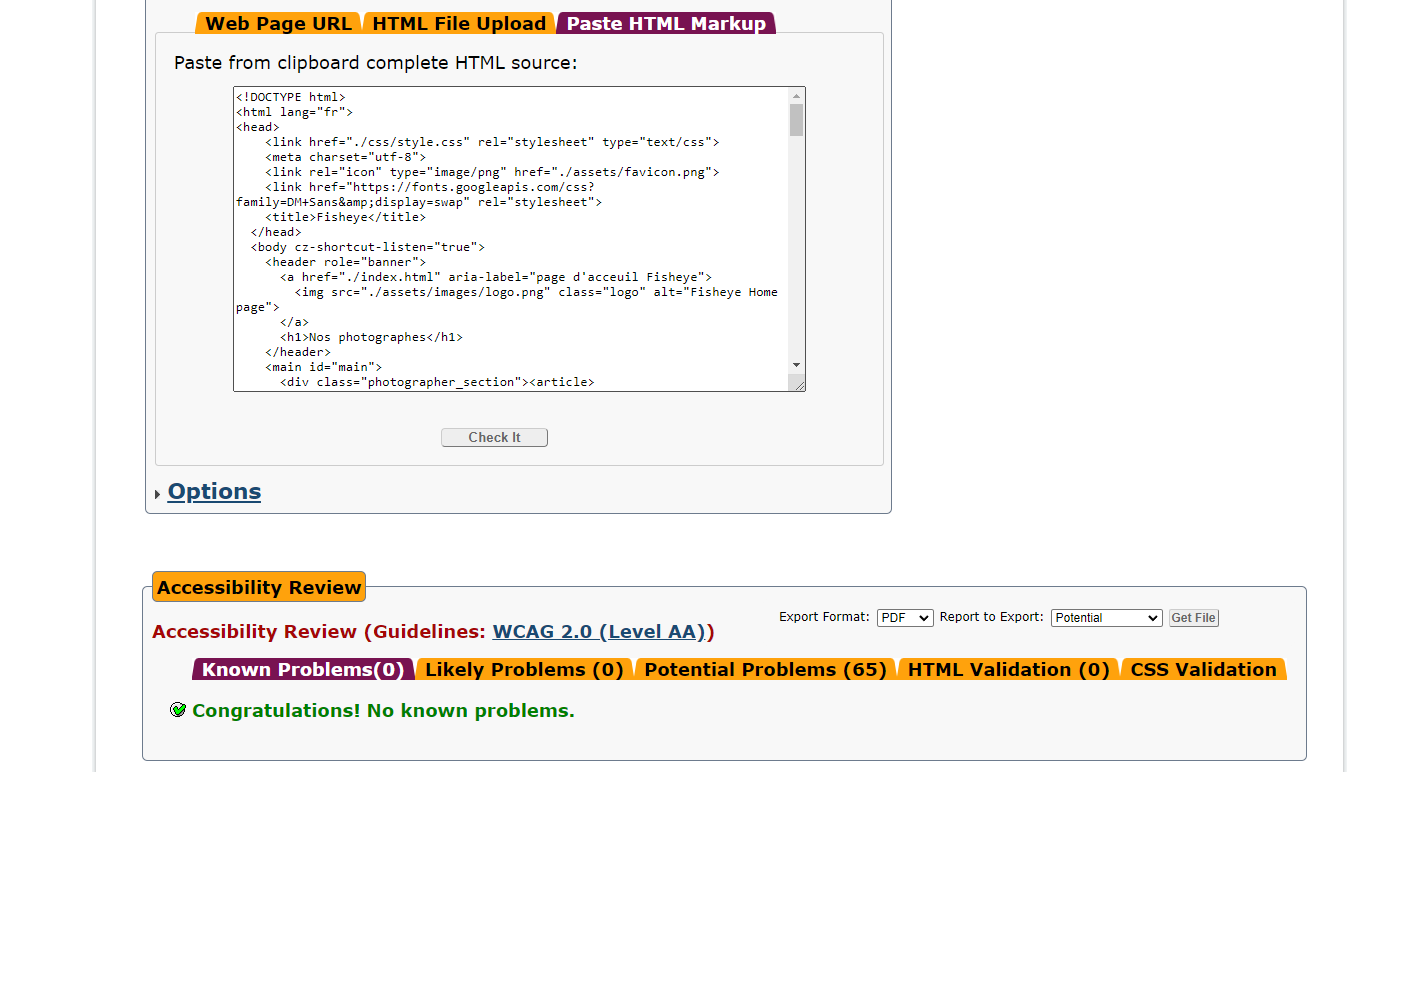 Web Page URL HTML File Upload Paste HTML Markup
Paste from clipboard complete HTML source:
<!DOCTYPE html>
<html lang="fr">
<head>
    <link href="./css/style.css" rel="stylesheet" type="text/css">
    <meta charset="utf-8">
    <link rel="icon" type="image/png" href="./assets/favicon.png">
    <link href="https://fonts.googleapis.com/css?
family=DM+Sans&amp;display=swap" rel="stylesheet">
    <title>Fisheye</title>
  </head>
  <body cz-shortcut-listen="true">
    <header role="banner">
      <a href="./index.html" aria-label="page d'acceuil Fisheye">
        <img src="./assets/images/logo.png" class="logo" alt="Fisheye Home
page">
      </a>
      <h1>Nos photographes</h1>
    </header>
    <main id="main">
      <div class="photographer_section"><article>
Check It
Options
Accessibility Review
Export Format: PDF Report to Export: Potential Get File
Accessibility Review (Guidelines: WCAG 2.0 (Level AA))
Known Problems(0) Likely Problems (0) Potential Problems (65) HTML Validation (0) CSS Validation
Congratulations! No known problems.